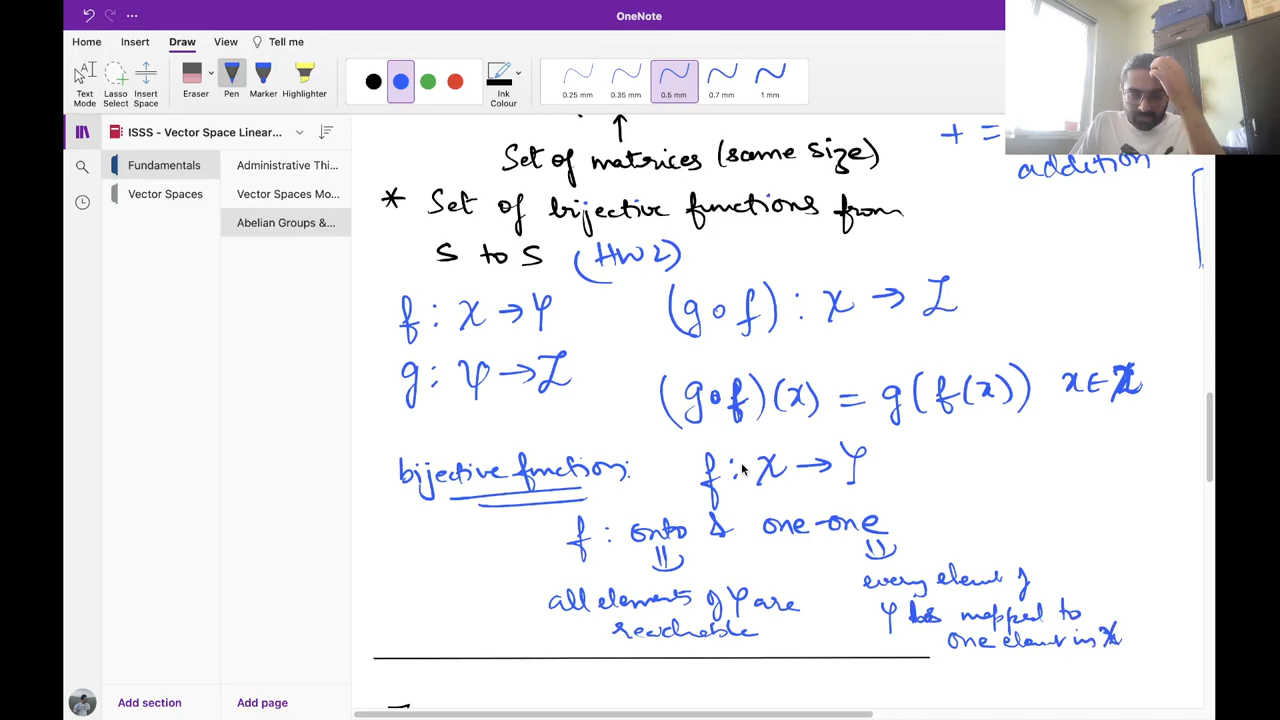 OneNote
Home Insert Draw View Tell me
Text Mode
Lasso Select
Insert Space
Eraser
Pen
Marker
Highlighter
Ink Colour
0.25 mm
0.35 mm
0.5 mm
0.7 mm
1 mm
ISSS - Vector Space Linear...
Fundamentals
Vector Spaces
Administrative Thi...
Vector Spaces Mo...
Abelian Groups &...
Add section
Add page
↑
Set of matrices (same size)
+ =
addition
* Set of bijective functions from
S to S (HW2)
f : X → Y
(g o f) : X → Z
g : Y → Z
(g o f)(x) = g(f(x)) x ∈ X
bijective function: f : X → Y
f : onto & one-one
all elements of Y are
reachable
every element of
Y is mapped to
one element in X